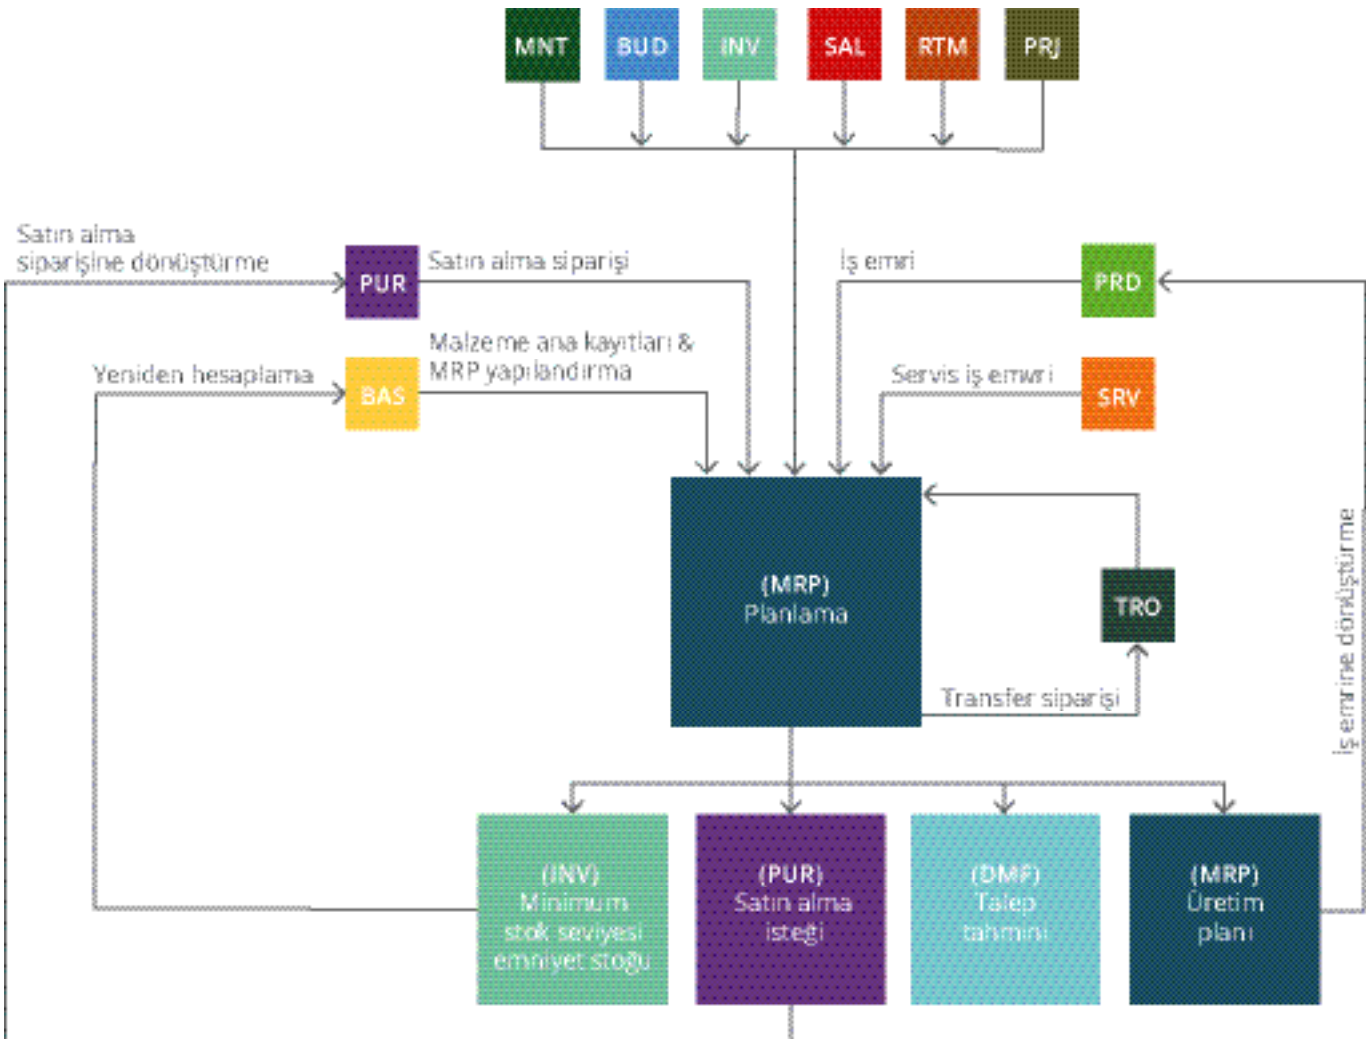 MNT
BUD
INV
SAL
RTM
PRJ
Satın alma
siparişine dönüştürme
PUR
Satın alma siparişi
İş emri
PRD
Yeniden hesaplama
BAS
Malzeme ana kayıtları &
MRP yapılandırma
Servis iş emwri
SRV
(MRP)
Planlama
TRO
Transfer siparişi
İş emrine dönüştürme
(INV)
Minimum
stok seviyesi
emniyet stoğu
(PUR)
Satın alma
isteği
(DMP)
Talep
tahmini
(MRP)
Üretim
planı